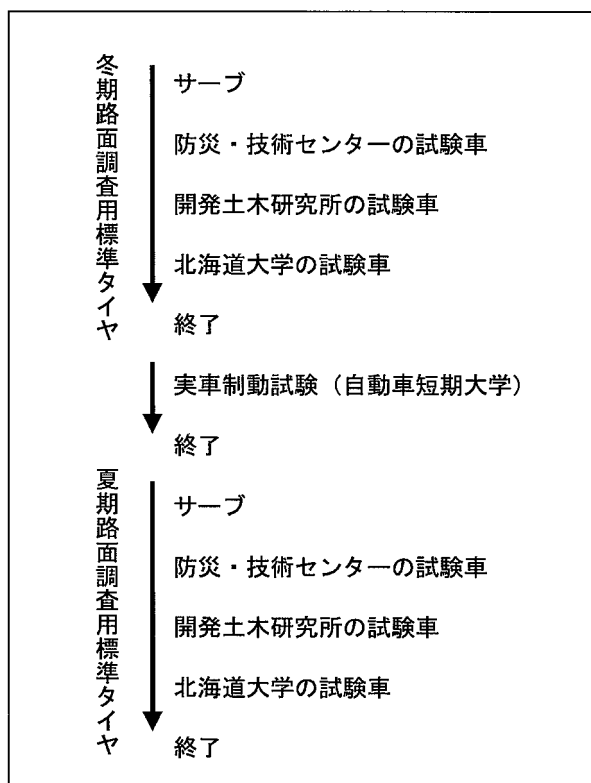 冬期路面調査用標準タイヤ
サーブ
防災・技術センターの試験車
開発土木研究所の試験車
北海道大学の試験車
終了
実車制動試験（自動車短期大学）
終了
夏期路面調査用標準タイヤ
サーブ
防災・技術センターの試験車
開発土木研究所の試験車
北海道大学の試験車
終了